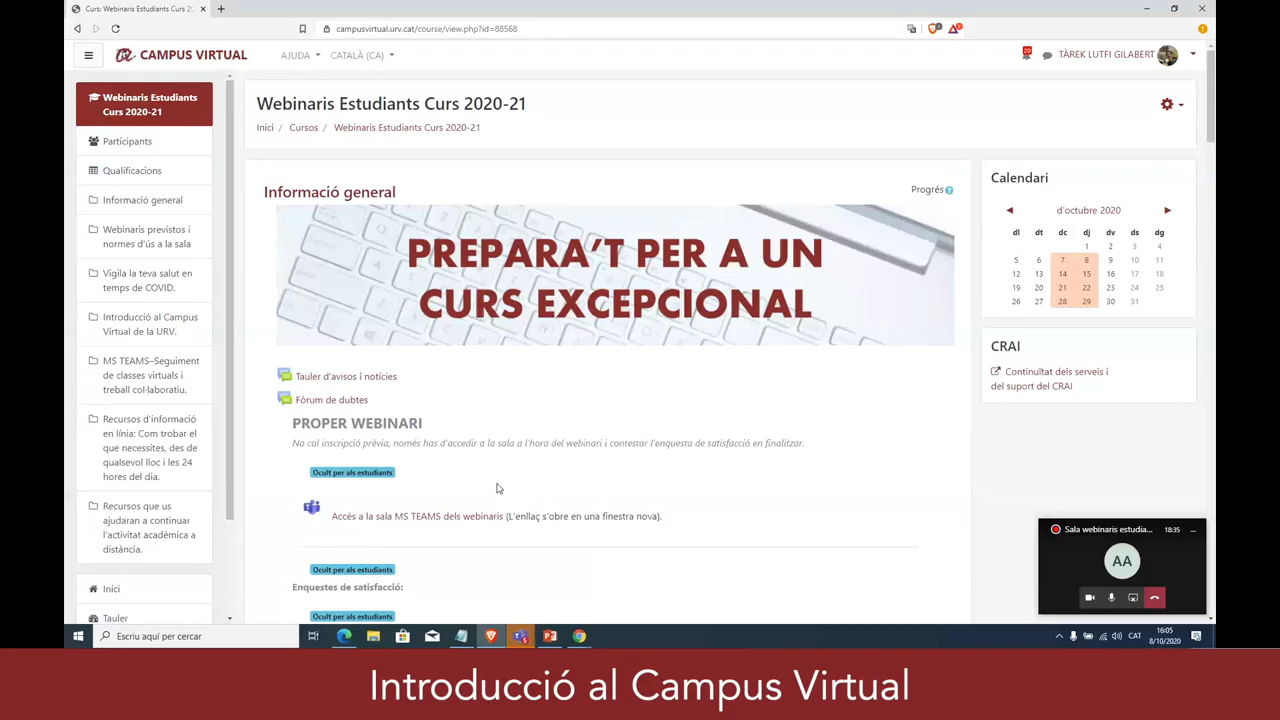 Curs: Webinaris Estudiants Curs 2C
campusvirtual.urv.cat/course/view.php?id=88568
CAMPUS VIRTUAL
AJUDA
CATALÀ (CA)
20
TÀREK LUTFI GILABERT
Webinaris Estudiants
Curs 2020-21
Participants
Qualificacions
Informació general
Webinaris previstos i
normes d'ús a la sala
Vigila la teva salut en
temps de COVID.
Introducció al Campus
Virtual de la URV.
MS TEAMS–Seguiment
de classes virtuals i
treball col·laboratiu.
Recursos d'informació
en línia: Com trobar el
que necessites, des de
qualsevol lloc i les 24
hores del dia.
Recursos que us
ajudaran a continuar
l'activitat acadèmica a
distància.
Inici
Tauler
Webinaris Estudiants Curs 2020-21
Inici / Cursos / Webinaris Estudiants Curs 2020-21
Informació general
Progrés
PREPARA'T PER A UN
CURS EXCEPCIONAL
Tauler d'avisos i notícies
Fòrum de dubtes
PROPER WEBINARI
No cal inscripció prèvia, només has d'accedir a la sala a l'hora del webinari i contestar l'enquesta de satisfacció en finalitzar.
Ocult per als estudiants
Accés a la sala MS TEAMS dels webinaris (L'enllaç s'obre en una finestra nova).
Ocult per als estudiants
Enquestes de satisfacció:
Ocult per als estudiants
Calendari
d'octubre 2020
dl dt dc dj dv ds dg
1 2 3 4
5 6 7 8 9 10 11
12 13 14 15 16 17 18
19 20 21 22 23 24 25
26 27 28 29 30 31
CRAI
Continuïtat dels serveis i
del suport del CRAI
Sala webinaris estudia... 18:35
AA
Escriu aquí per cercar
CAT
16:05
8/10/2020
Introducció al Campus Virtual